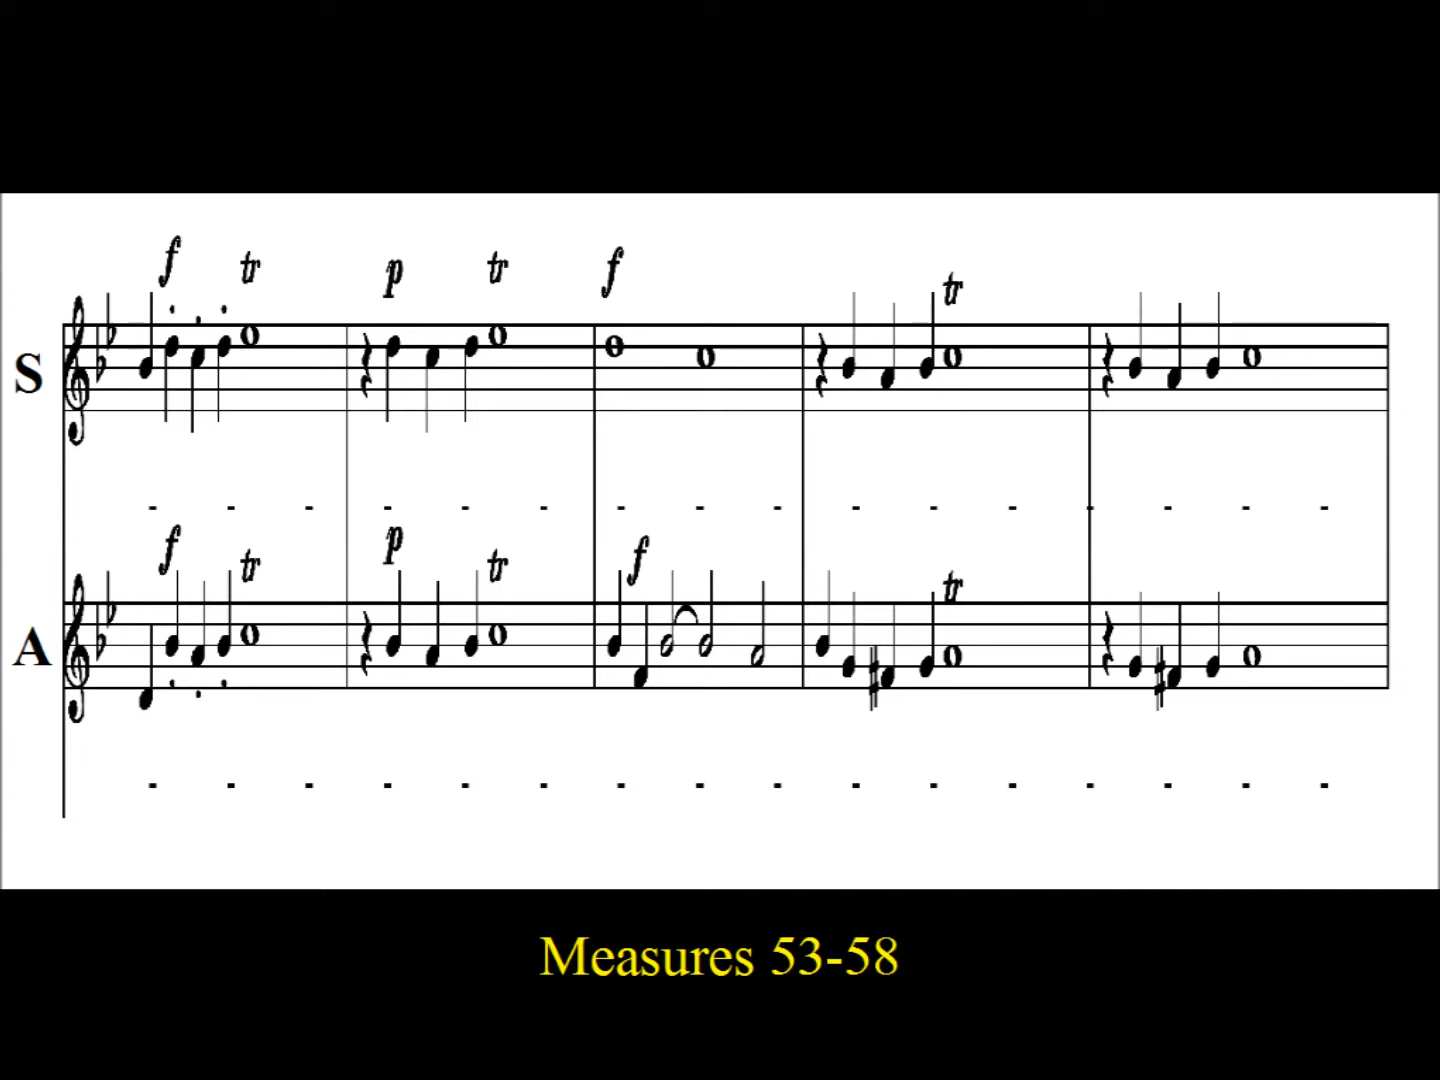 f tr p tr f tr
S
- - - - - - - - - - - - - - - -
f tr p tr f tr
A
- - - - - - - - - - - - - - - -
Measures 53-58